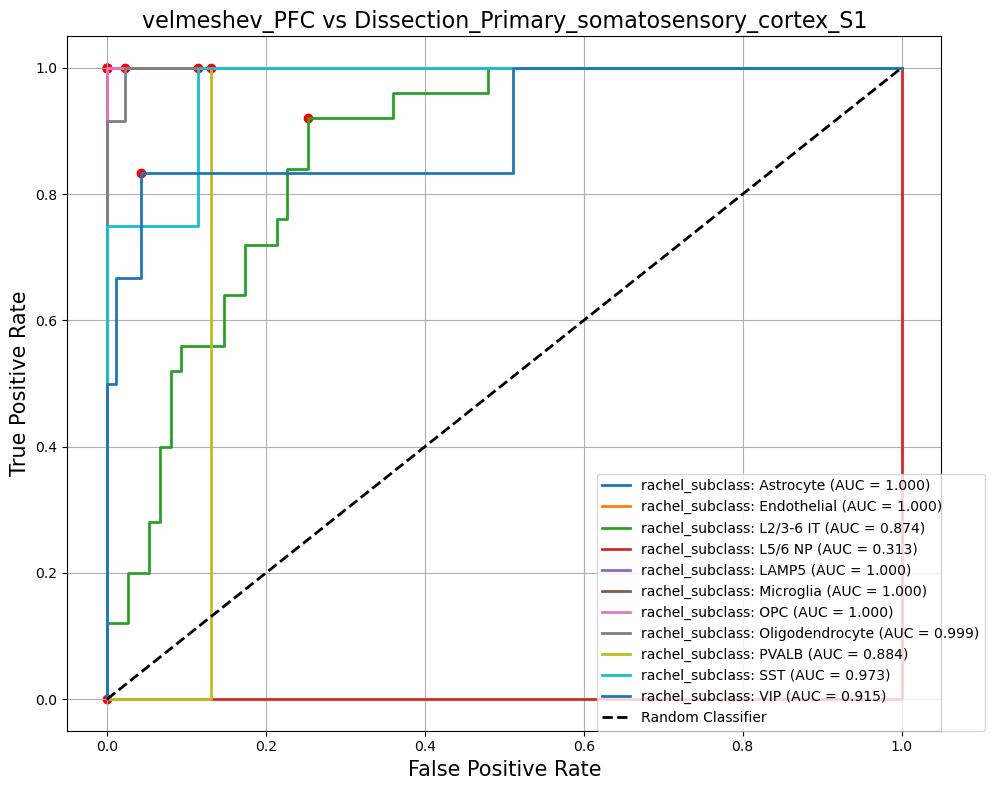 velmeshev_PFC vs Dissection_Primary_somatosensory_cortex_S1
True Positive Rate
1.0
0.8
0.6
0.4
0.2
0.0
rachel_subclass: Astrocyte (AUC = 1.000)
rachel_subclass: Endothelial (AUC = 1.000)
rachel_subclass: L2/3-6 IT (AUC = 0.874)
rachel_subclass: L5/6 NP (AUC = 0.313)
rachel_subclass: LAMP5 (AUC = 1.000)
rachel_subclass: Microglia (AUC = 1.000)
rachel_subclass: OPC (AUC = 1.000)
rachel_subclass: Oligodendrocyte (AUC = 0.999)
rachel_subclass: PVALB (AUC = 0.884)
rachel_subclass: SST (AUC = 0.973)
rachel_subclass: VIP (AUC = 0.915)
Random Classifier
0.0 0.2 0.4 0.6 0.8 1.0
False Positive Rate